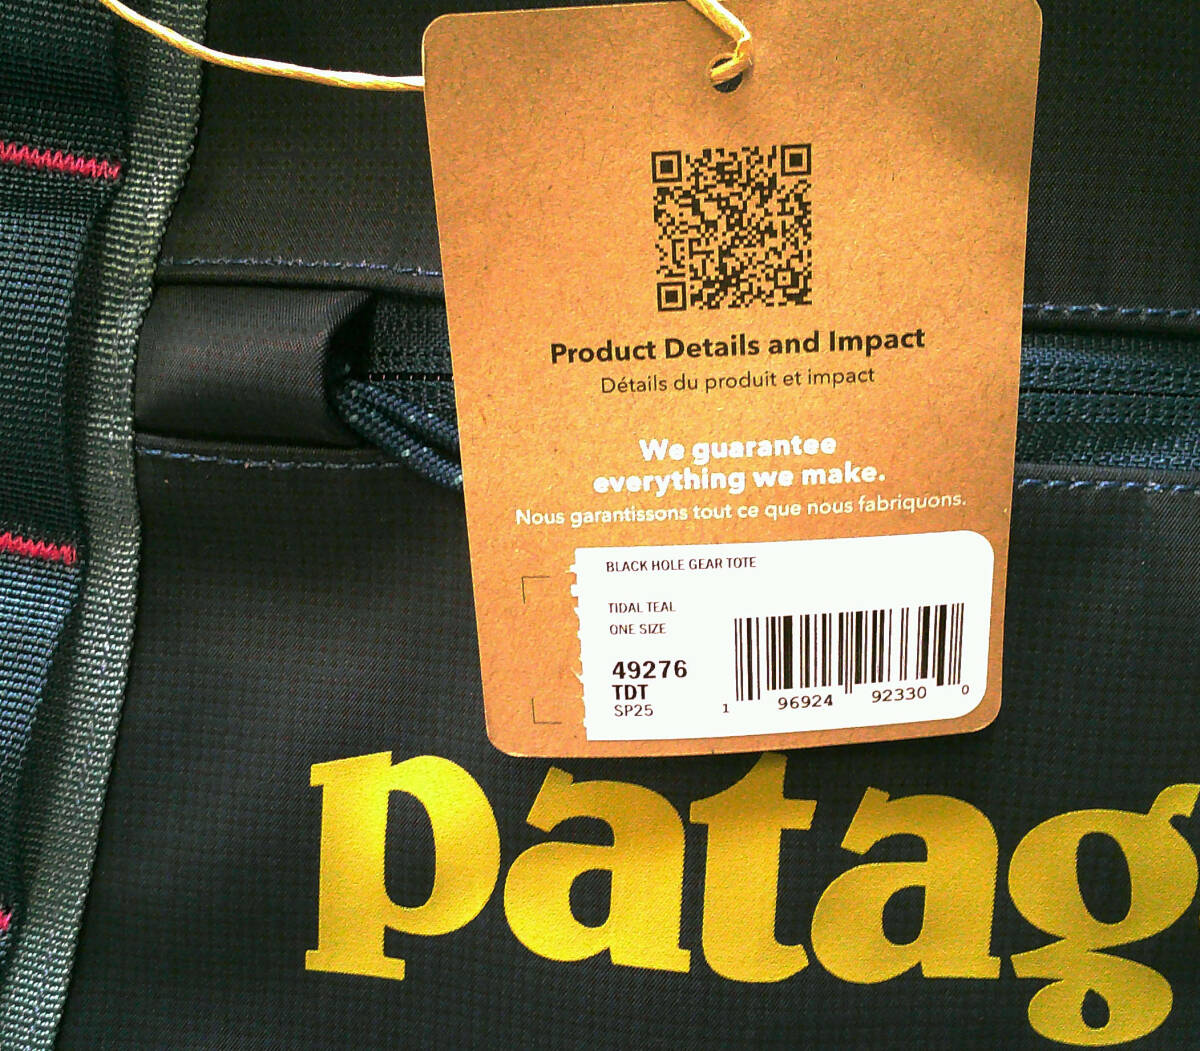 Product Details and Impact
Détails du produit et impact
We guarantee
everything we make.
Nous garantissons tout ce que nous fabriquons.
BLACK HOLE GEAR TOTE
TIDAL TEAL
ONE SIZE
49276
TDT
SP25
1 96924 92330 0
patag